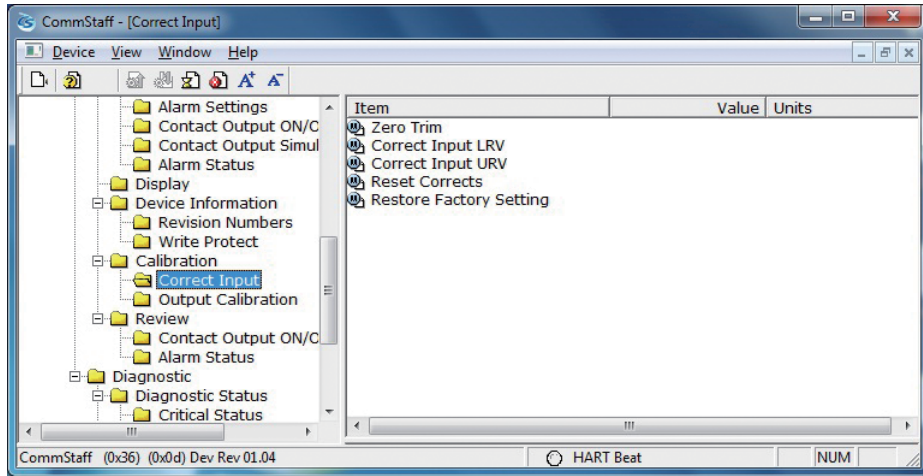 CommStaff - [Correct Input]
Device View Window Help
A+ A-
Alarm Settings
Contact Output ON/O
Contact Output Simul
Alarm Status
Display
Device Information
Revision Numbers
Write Protect
Calibration
Correct Input
Output Calibration
Review
Contact Output ON/O
Alarm Status
Diagnostic
Diagnostic Status
Critical Status
Item Value Units
Zero Trim
Correct Input LRV
Correct Input URV
Reset Corrects
Restore Factory Setting
CommStaff (0x36) (0x0d) Dev Rev 01.04 HART Beat NUM